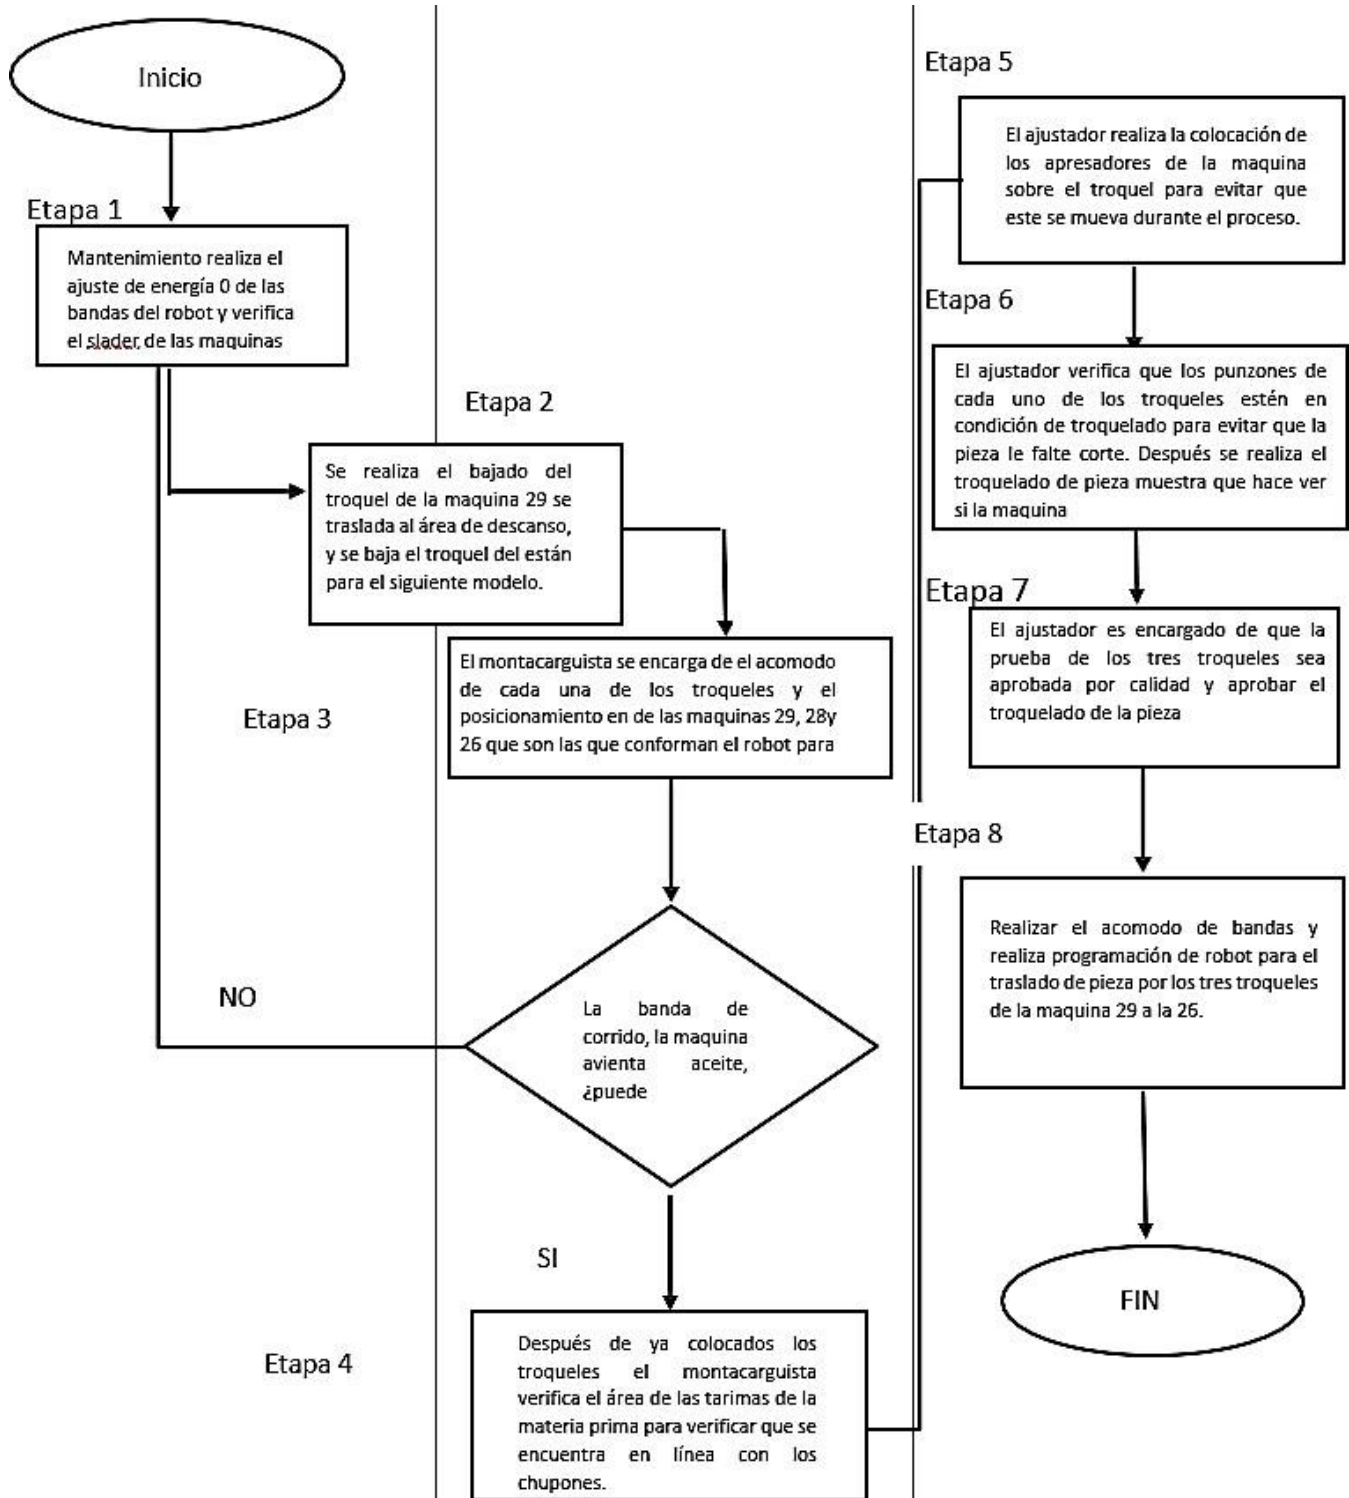 Inicio
Etapa 1
Mantenimiento realiza el
ajuste de energía 0 de las
bandas del robot y verifica
el slader de las maquinas
Etapa 2
Se realiza el bajado del
troquel de la maquina 29 se
traslada al área de descanso,
y se baja el troquel del están
para el siguiente modelo.
Etapa 3
El montacarguista se encarga de el acomodo
de cada una de los troqueles y el
posicionamiento en de las maquinas 29, 28y
26 que son las que conforman el robot para
NO
La banda de
corrido, la maquina
avienta aceite,
¿puede
SI
Etapa 4
Después de ya colocados los
troqueles el montacarguista
verifica el área de las tarimas de la
materia prima para verificar que se
encuentra en línea con los
chupones.
Etapa 5
El ajustador realiza la colocación de
los apresadores de la maquina
sobre el troquel para evitar que
este se mueva durante el proceso.
Etapa 6
El ajustador verifica que los punzones de
cada uno de los troqueles estén en
condición de troquelado para evitar que la
pieza le falte corte. Después se realiza el
troquelado de pieza muestra que hace ver
si la maquina
Etapa 7
El ajustador es encargado de que la
prueba de los tres troqueles sea
aprobada por calidad y aprobar el
troquelado de la pieza
Etapa 8
Realizar el acomodo de bandas y
realiza programación de robot para el
traslado de pieza por los tres troqueles
de la maquina 29 a la 26.
FIN